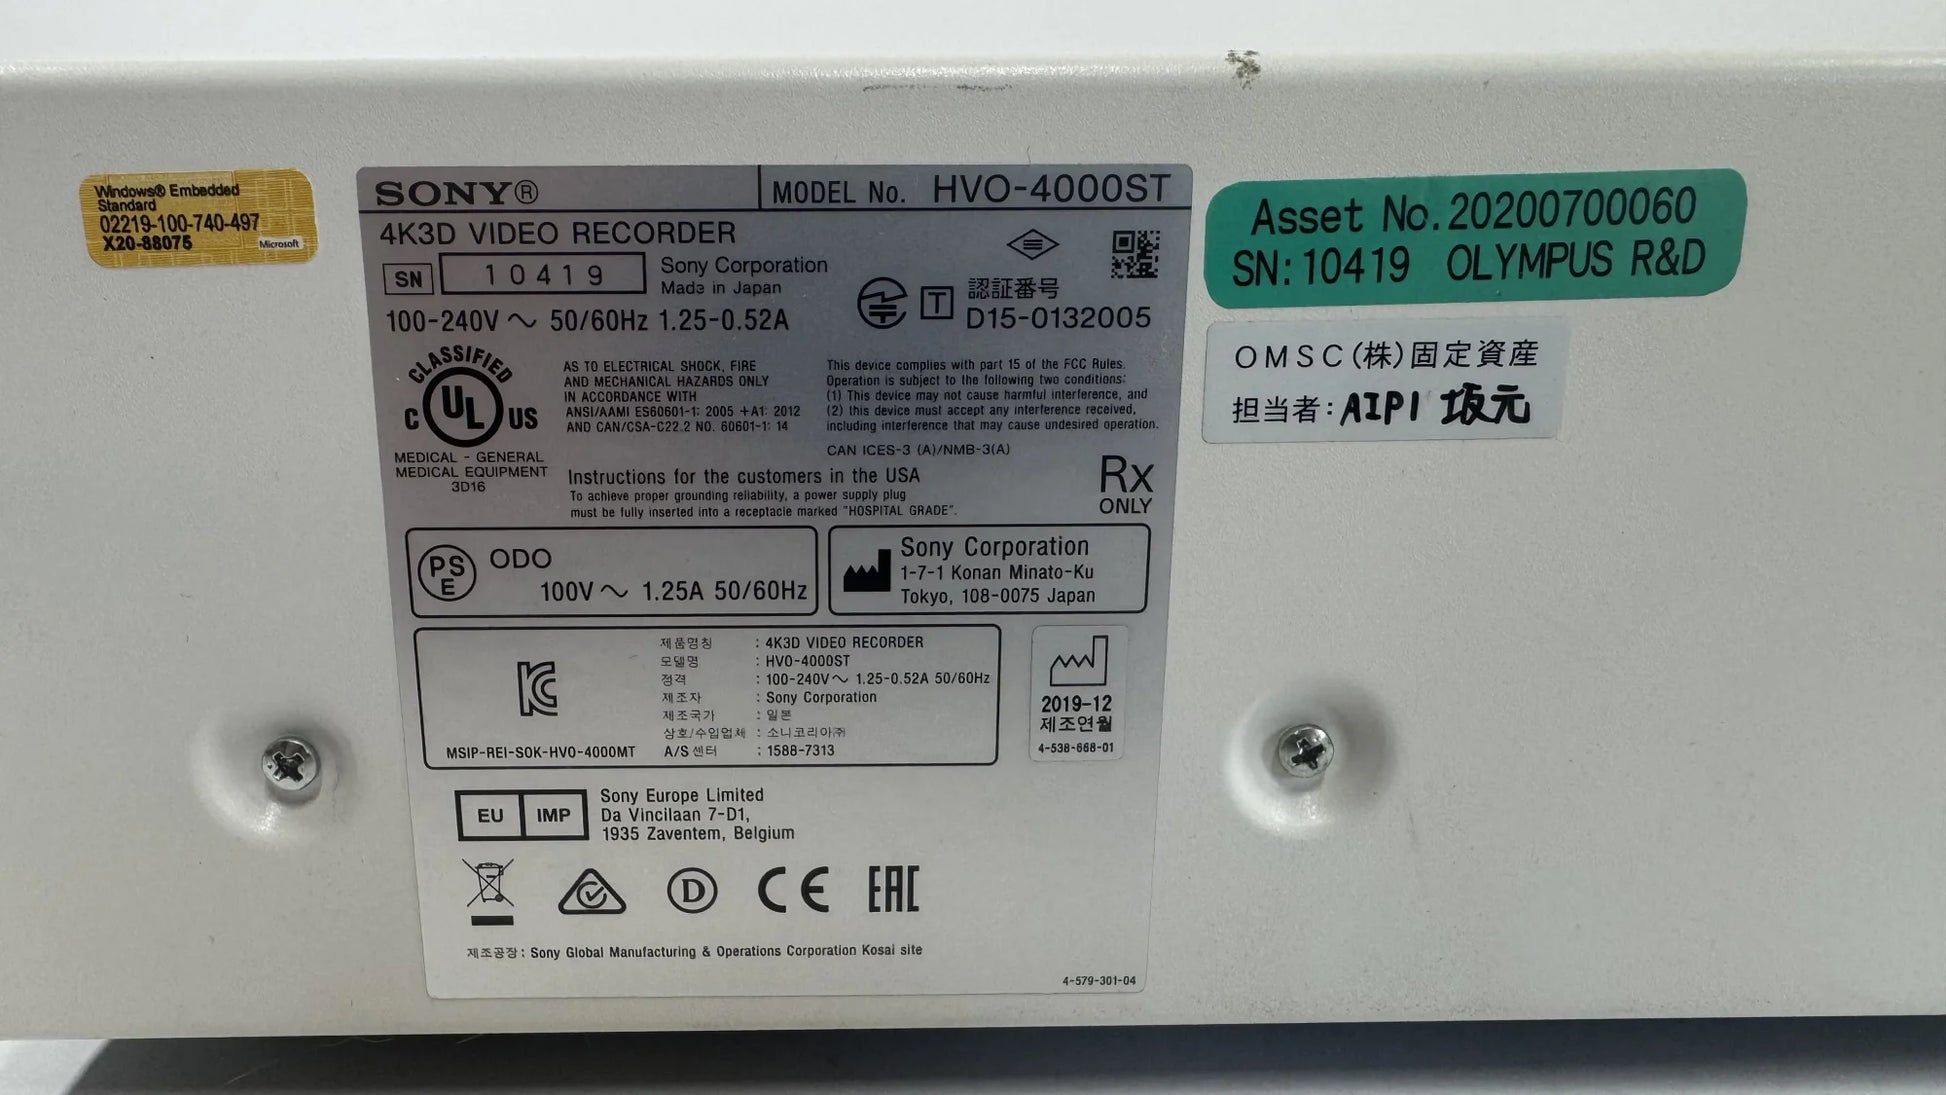 Windows® Embedded
Standard
02219-100-740-497
X20-88075
Microsoft
SONY®
MODEL No. HVO-4000ST
4K3D VIDEO RECORDER
SN 10419
Sony Corporation
Made in Japan
100-240V ～ 50/60Hz 1.25-0.52A
T 認証番号
D15-0132005
CLASSIFIED
C UL US
MEDICAL - GENERAL
MEDICAL EQUIPMENT
3D16
AS TO ELECTRICAL SHOCK, FIRE
AND MECHANICAL HAZARDS ONLY
IN ACCORDANCE WITH
ANSI/AAMI ES60601-1: 2005 +A1: 2012
AND CAN/CSA-C22.2 NO. 60601-1: 14
This device complies with part 15 of the FCC Rules.
Operation is subject to the following two conditions:
(1) This device may not cause harmful interference, and
(2) this device must accept any interference received,
including interference that may cause undesired operation.
CAN ICES-3 (A)/NMB-3(A)
Instructions for the customers in the USA
To achieve proper grounding reliability, a power supply plug
must be fully inserted into a receptacle marked "HOSPITAL GRADE".
Rx
ONLY
PS
E
ODO
100V ～ 1.25A 50/60Hz
Sony Corporation
1-7-1 Konan Minato-Ku
Tokyo, 108-0075 Japan
MSIP-REI-SOK-HVO-4000MT
제품명칭 : 4K3D VIDEO RECORDER
모델명 : HVO-4000ST
정격 : 100-240V ～ 1.25-0.52A 50/60Hz
제조자 : Sony Corporation
제조국가 : 일본
상호/수입업체 : 소니코리아㈜
A/S 센터 : 1588-7313
2019-12
제조연월
4-538-668-01
EU IMP
Sony Europe Limited
Da Vincilaan 7-D1,
1935 Zaventem, Belgium
D CE EAC
제조공장: Sony Global Manufacturing & Operations Corporation Kosai site
4-579-301-04
Asset No. 20200700060
SN: 10419 OLYMPUS R&D
OMSC(株)固定資産
担当者: AIP1 坂元